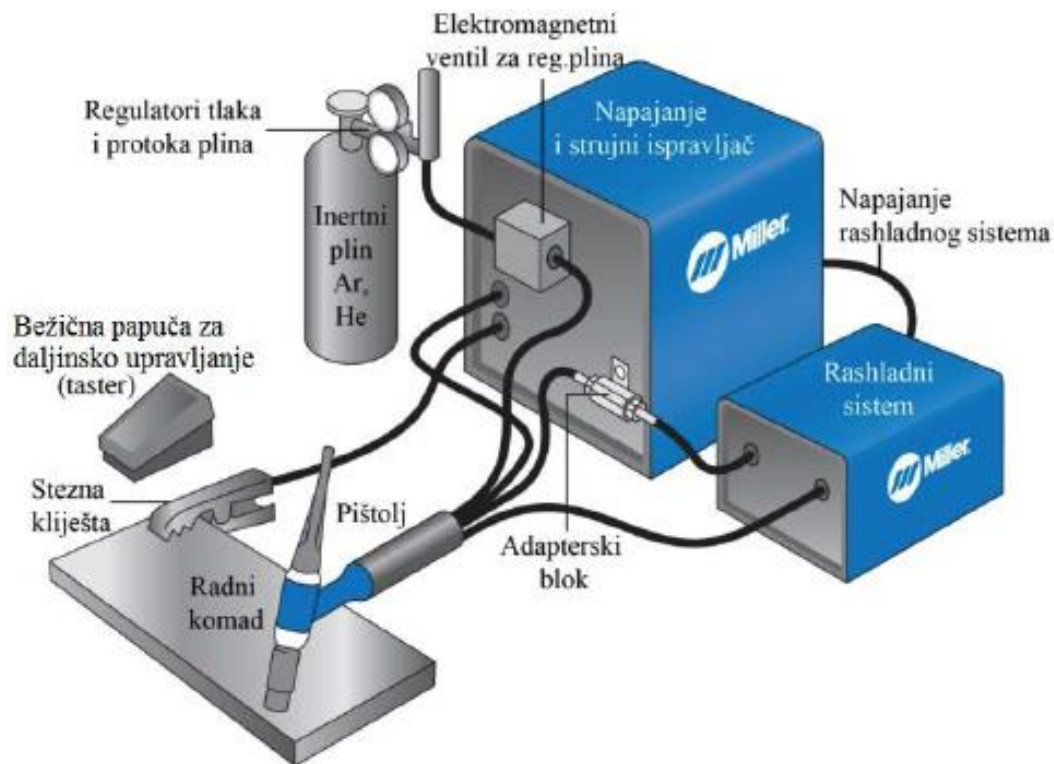 Elektromagnetni
ventil za reg.plina
Regulatori tlaka
i protoka plina
Napajanje
i strujni ispravljač
Inertni
plin
Ar,
He
Miller
Napajanje
rashladnog sistema
Bežična papuča za
daljinsko upravljanje
(taster)
Rashladni
sistem
Miller
Stezna
kliješta
Pištolj
Adapterski
blok
Radni
komad